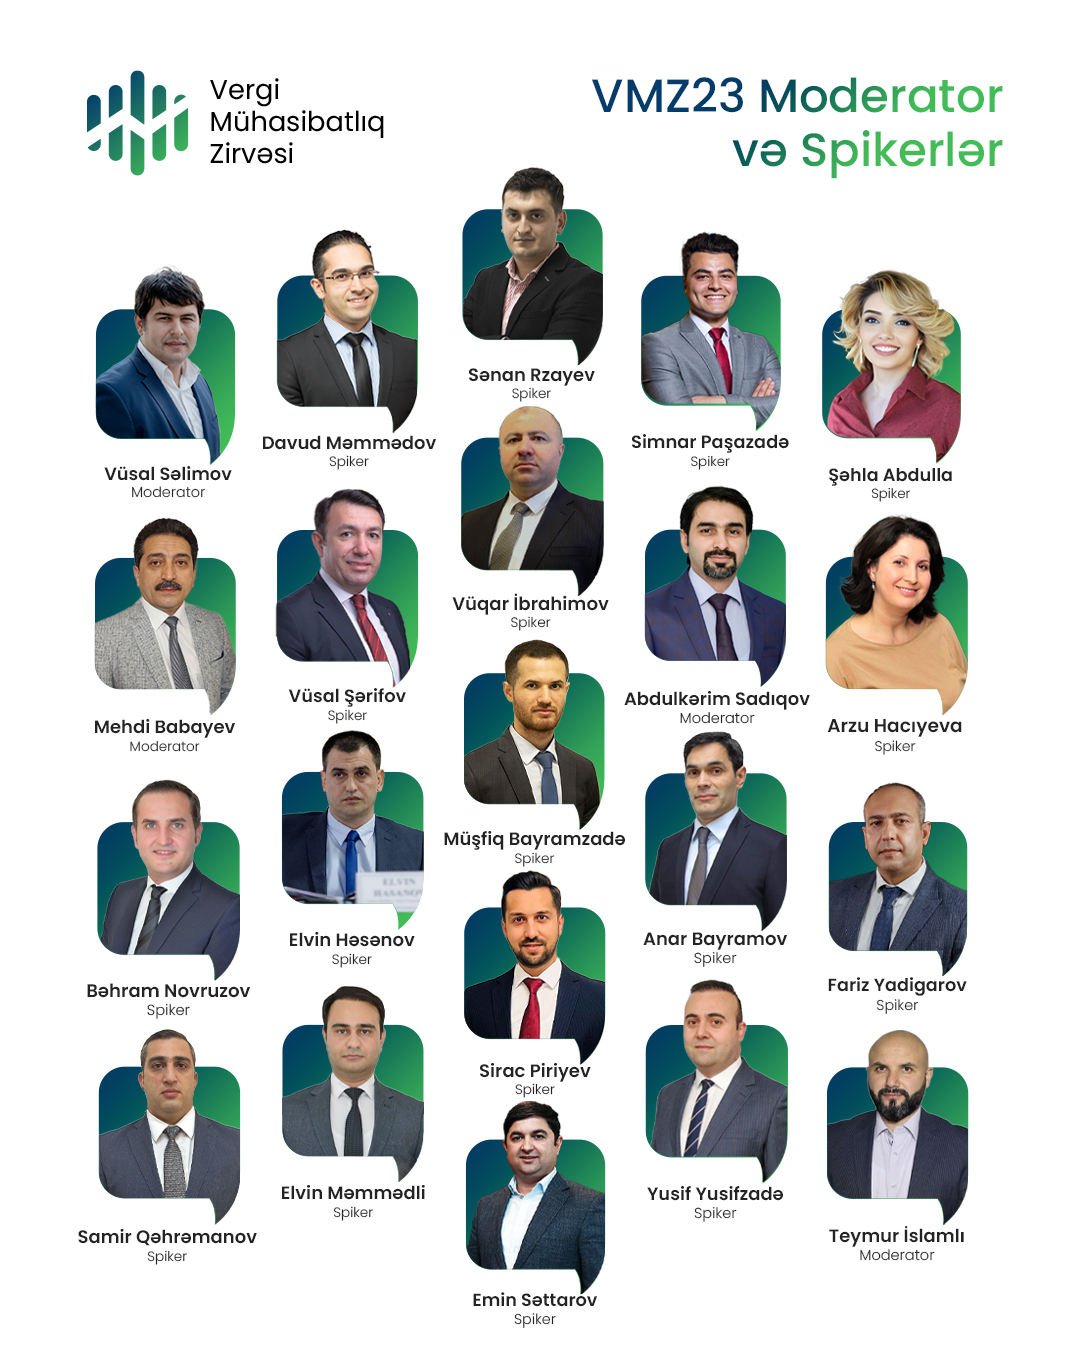 Vergi
Mühasibatlıq
Zirvəsi
VMZ23 Moderator
və Spikerlər
Sənan Rzayev
Spiker
Davud Məmmədov
Spiker
Simnar Paşazadə
Spiker
Vüsal Səlimov
Moderator
Şəhla Abdulla
Spiker
Vüqar İbrahimov
Spiker
Vüsal Şərifov
Spiker
Abdulkərim Sadıqov
Moderator
Mehdi Babayev
Moderator
Arzu Hacıyeva
Spiker
Müşfiq Bayramzadə
Spiker
ELVIN
HASANOV
Elvin Həsənov
Spiker
Anar Bayramov
Spiker
Bəhram Novruzov
Spiker
Fariz Yadigarov
Spiker
Sirac Piriyev
Spiker
Elvin Məmmədli
Spiker
Yusif Yusifzadə
Spiker
Samir Qəhrəmanov
Spiker
Teymur İslamlı
Moderator
Emin Səttarov
Spiker